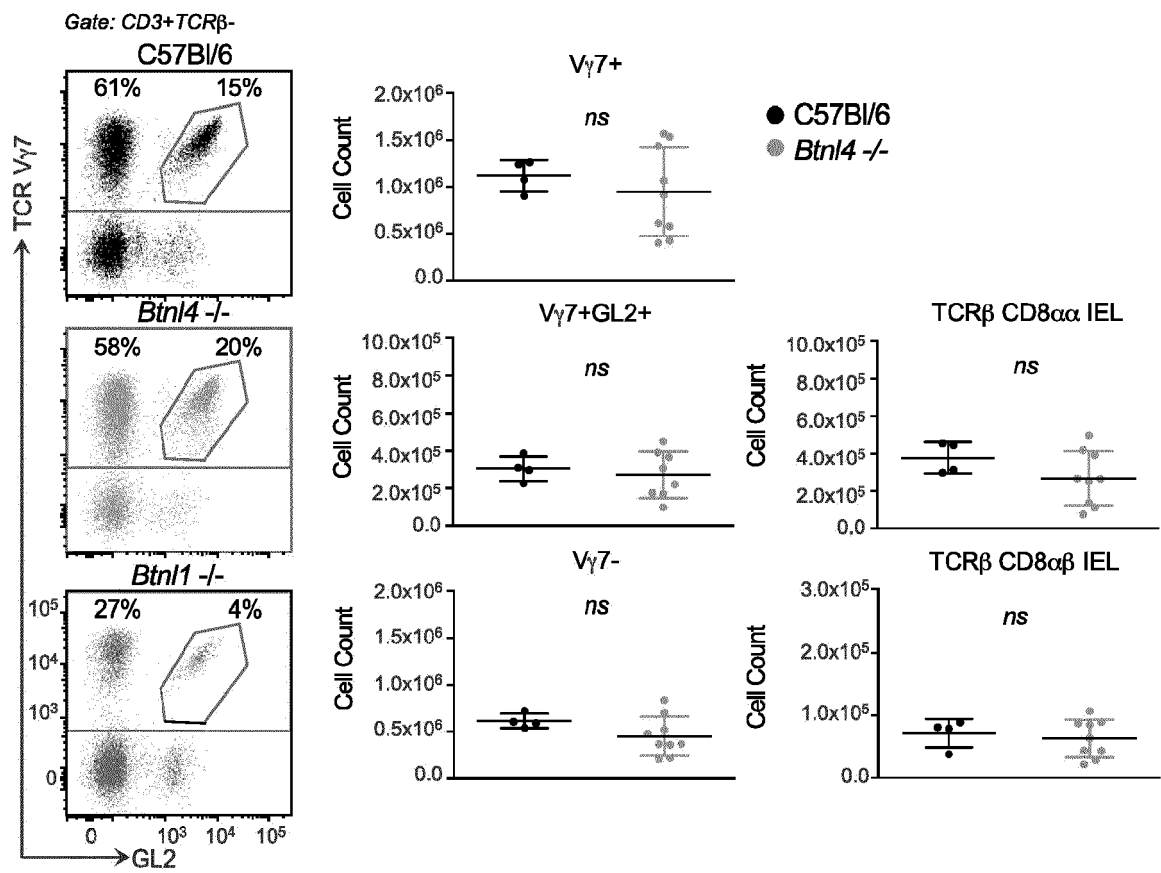 Gate: CD3+TCRβ-
C57Bl/6
61% 15%
Btnl4 -/-
58% 20%
Btnl1 -/-
27% 4%
10⁵
10⁴
10³
0
0 10³ 10⁴ 10⁵
TCR Vγ7
GL2
Vγ7+
ns
Cell Count
2.0x10⁶
1.5x10⁶
1.0x10⁶
0.5x10⁶
0.0
C57Bl/6
Btnl4 -/-
Vγ7+GL2+
ns
Cell Count
10.0x10⁵
8.0x10⁵
6.0x10⁵
4.0x10⁵
2.0x10⁵
0.0
TCRβ CD8αα IEL
ns
Cell Count
10.0x10⁵
8.0x10⁵
6.0x10⁵
4.0x10⁵
2.0x10⁵
0.0
Vγ7-
ns
Cell Count
2.0x10⁶
1.5x10⁶
1.0x10⁶
0.5x10⁶
0.0
TCRβ CD8αβ IEL
ns
Cell Count
3.0x10⁵
2.0x10⁵
1.0x10⁵
0.0